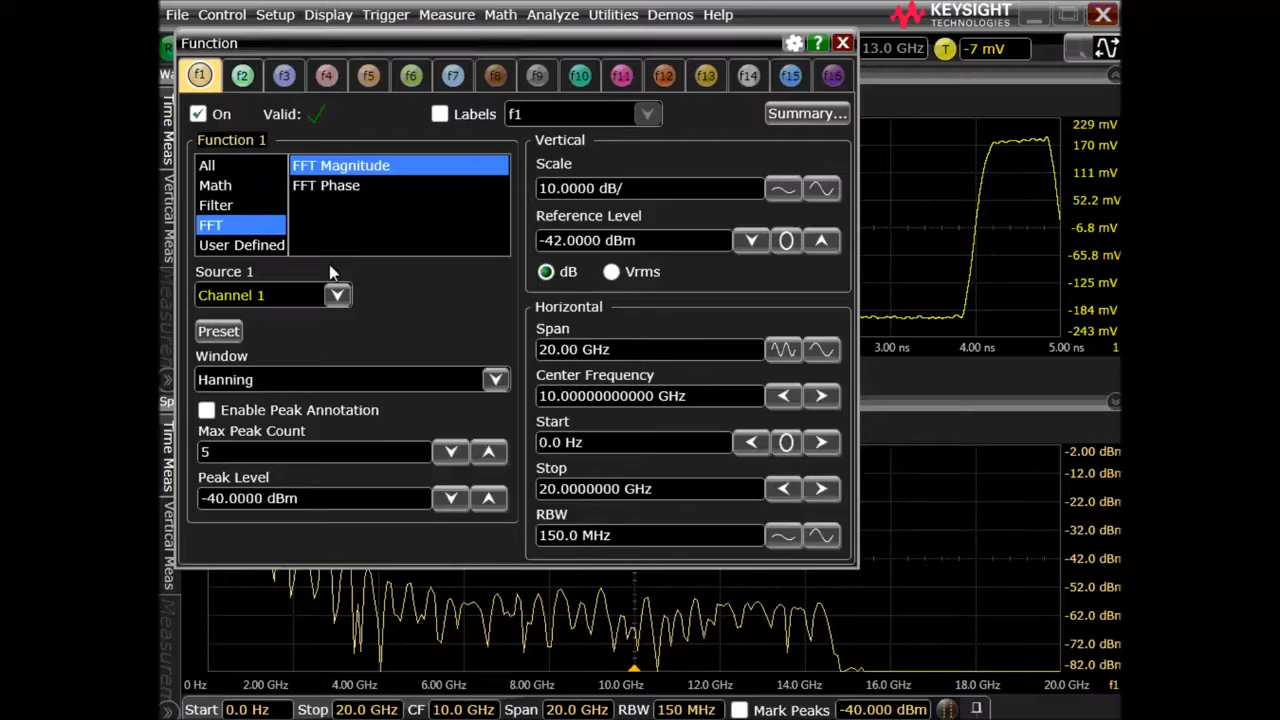 File Control Setup Display Trigger Measure Math Analyze Utilities Demos Help
KEYSIGHT
TECHNOLOGIES
Function
13.0 GHz T -7 mV
f1 f2 f3 f4 f5 f6 f7 f8 f9 f10 f11 f12 f13 f14 f15 f16
On Valid: Labels f1 Summary...
Function 1
All
Math
Filter
FFT
User Defined
FFT Magnitude
FFT Phase
Source 1
Channel 1
Preset
Window
Hanning
Enable Peak Annotation
Max Peak Count
5
Peak Level
-40.0000 dBm
Vertical
Scale
10.0000 dB/
Reference Level
-42.0000 dBm
dB Vrms
Horizontal
Span
20.00 GHz
Center Frequency
10.00000000000 GHz
Start
0.0 Hz
Stop
20.0000000 GHz
RBW
150.0 MHz
Time Meas
Vertical Meas
Time Meas
Vertical Meas
229 mV
170 mV
111 mV
52.2 mV
-6.8 mV
-65.8 mV
-125 mV
-184 mV
-243 mV
3.00 ns 4.00 ns 5.00 ns 1
-2.00 dBm
-12.0 dBm
-22.0 dBm
-32.0 dBm
-42.0 dBm
-52.0 dBm
-62.0 dBm
-72.0 dBm
-82.0 dBm
0 Hz 2.00 GHz 4.00 GHz 6.00 GHz 8.00 GHz 10.0 GHz 12.0 GHz 14.0 GHz 16.0 GHz 18.0 GHz 20.0 GHz f1
Start 0.0 Hz Stop 20.0 GHz CF 10.0 GHz Span 20.0 GHz RBW 150 MHz Mark Peaks -40.000 dBm